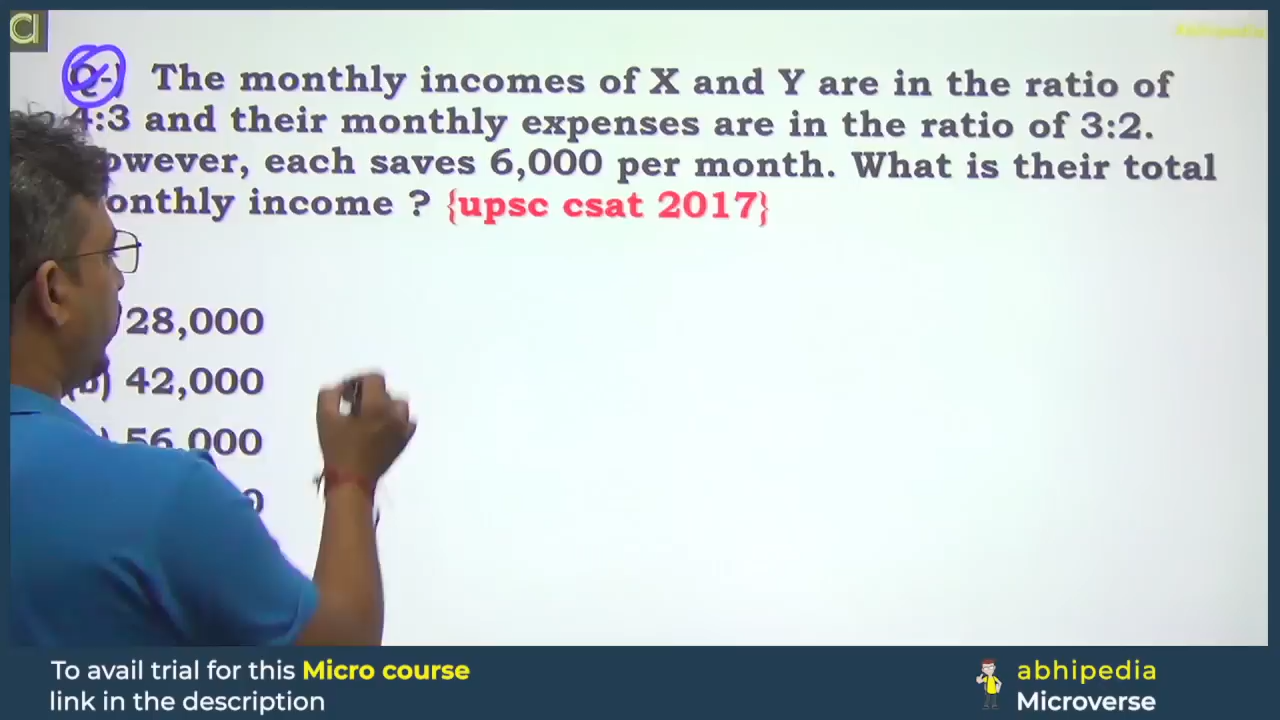 Q-1 The monthly incomes of X and Y are in the ratio of
4:3 and their monthly expenses are in the ratio of 3:2.
owever, each saves 6,000 per month. What is their total
onthly income ? {upsc csat 2017}
28,000
(b) 42,000
) 56,000
0
abhipedia
To avail trial for this Micro course
link in the description
abhipedia
Microverse